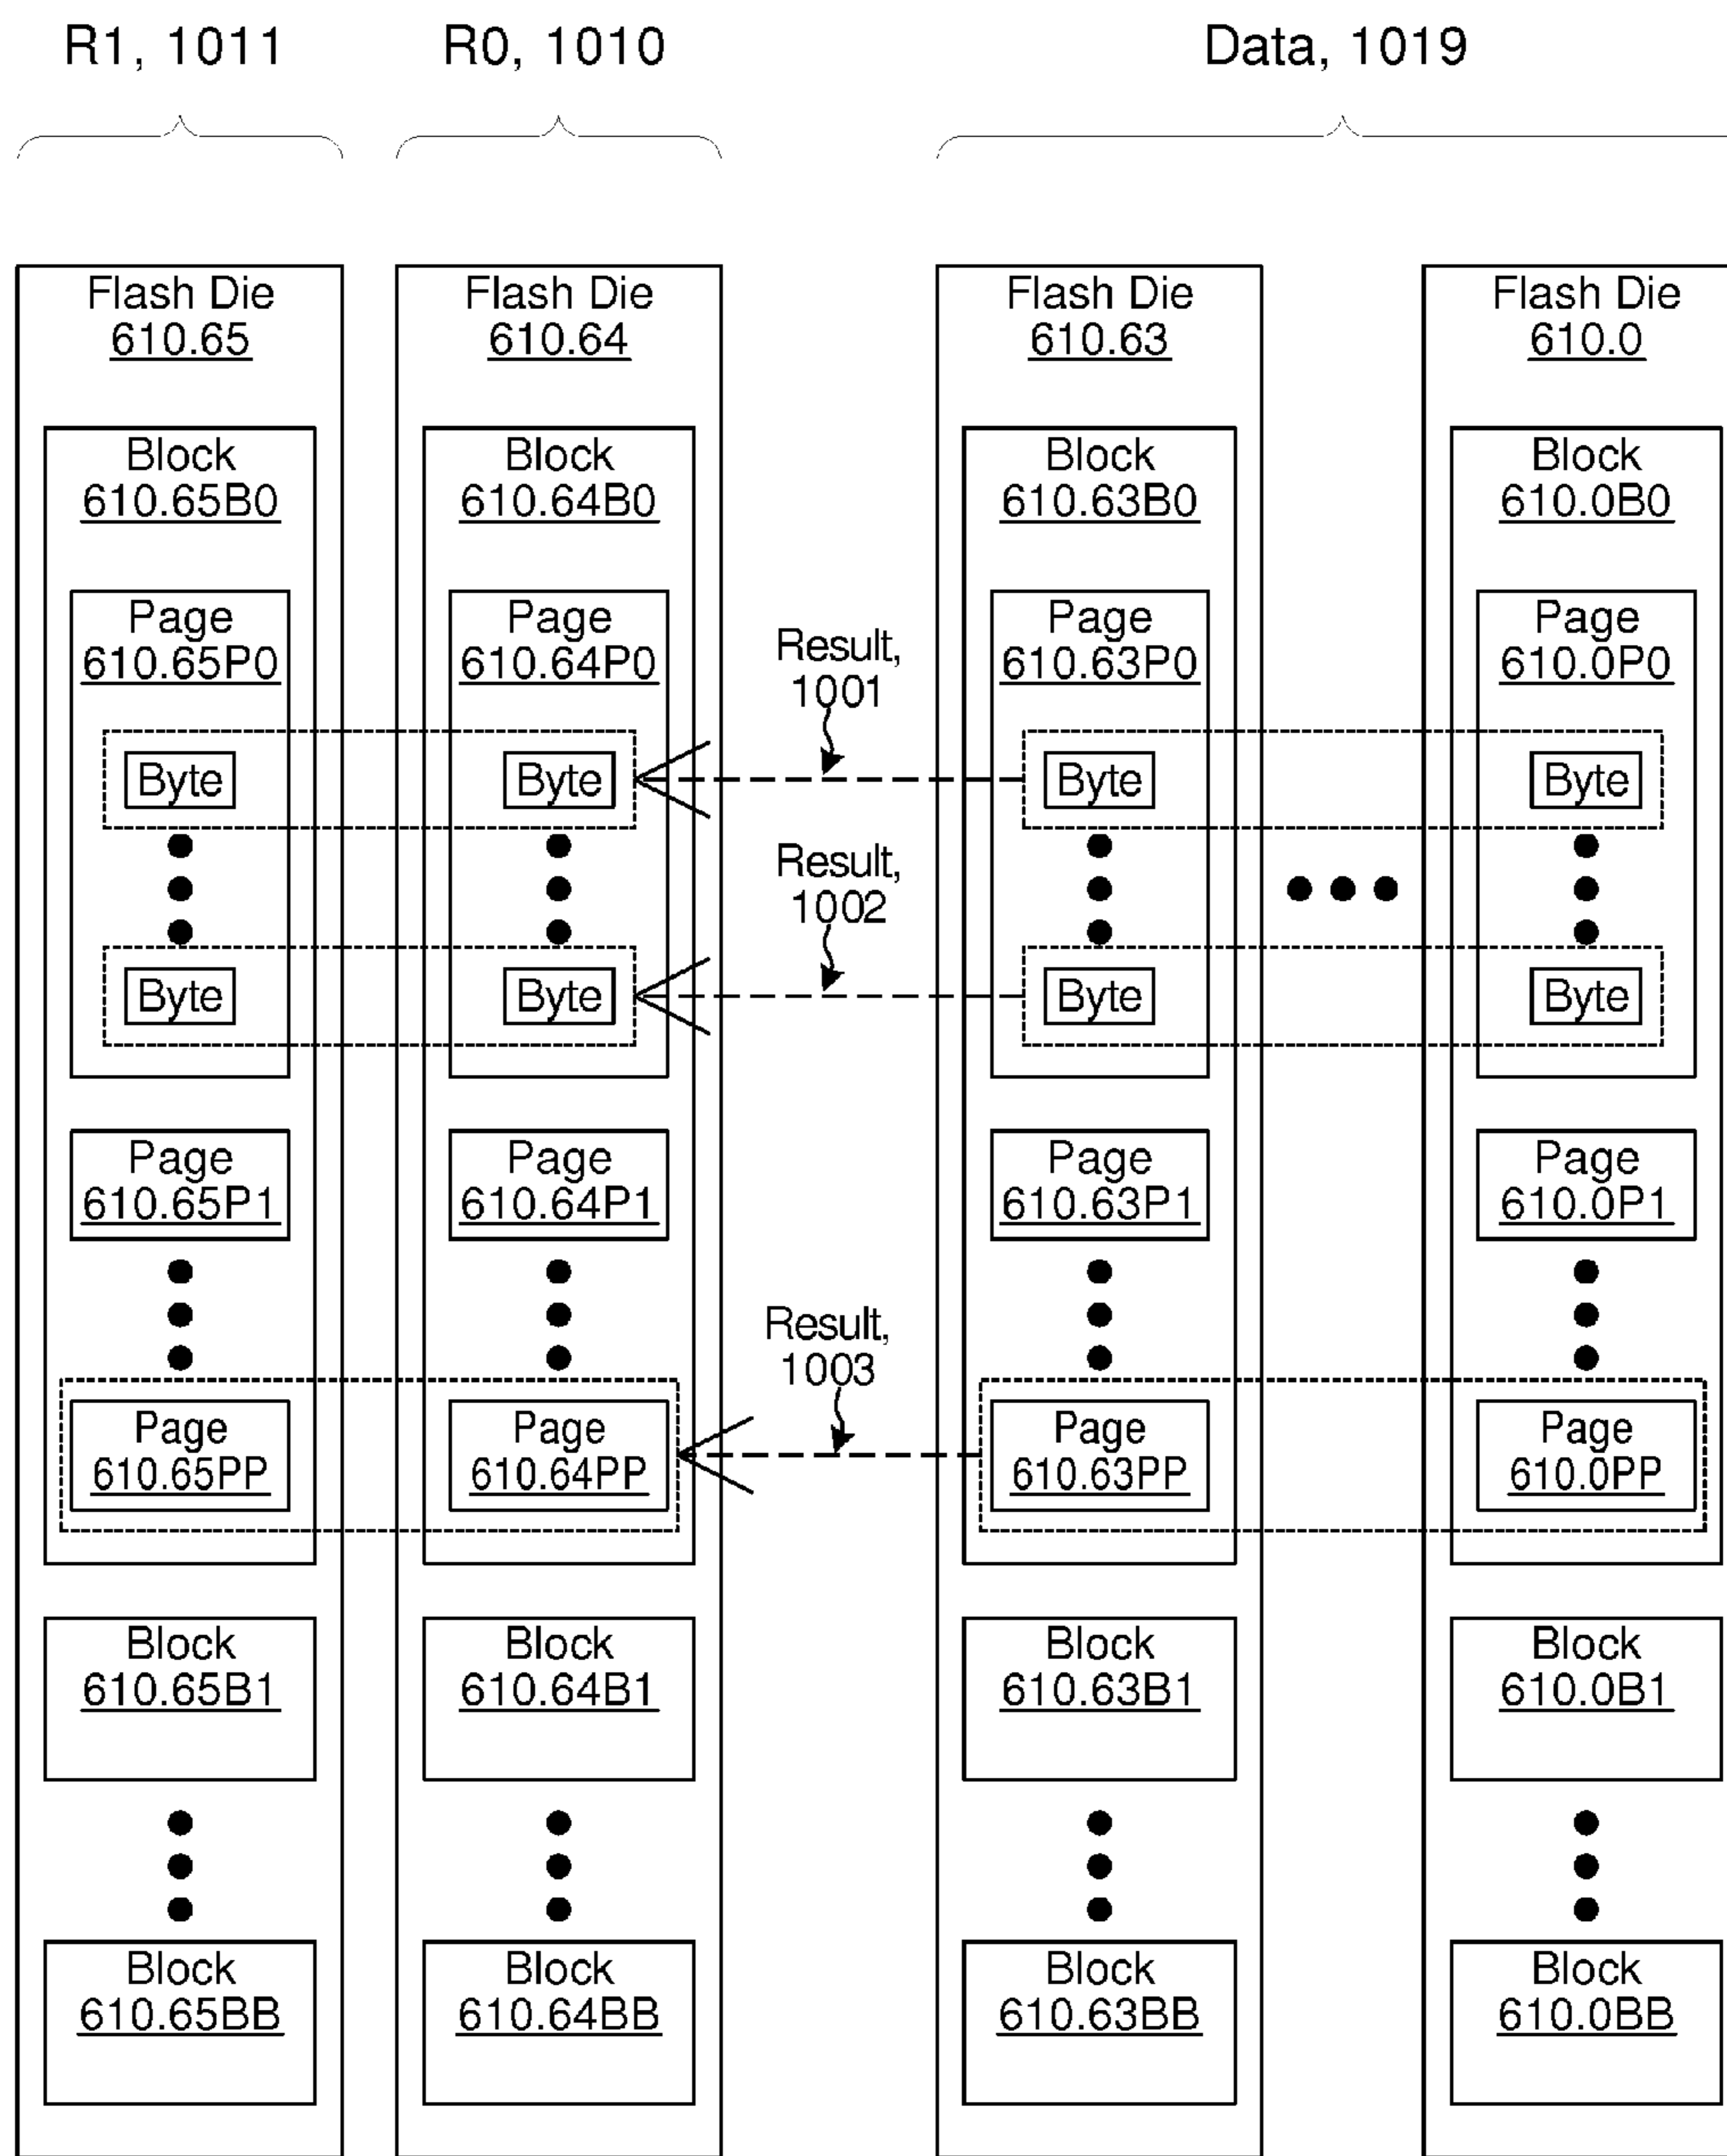 R1, 1011
R0, 1010
Data, 1019
Flash Die
610.65
Flash Die
610.64
Flash Die
610.63
Flash Die
610.0
Block
610.65B0
Block
610.64B0
Block
610.63B0
Block
610.0B0
Page
610.65P0
Page
610.64P0
Result,
1001
Page
610.63P0
Page
610.0P0
Byte
Byte
Byte
Byte
Result,
1002
Byte
Byte
Byte
Byte
Page
610.65P1
Page
610.64P1
Page
610.63P1
Page
610.0P1
Result,
1003
Page
610.65PP
Page
610.64PP
Page
610.63PP
Page
610.0PP
Block
610.65B1
Block
610.64B1
Block
610.63B1
Block
610.0B1
Block
610.65BB
Block
610.64BB
Block
610.63BB
Block
610.0BB